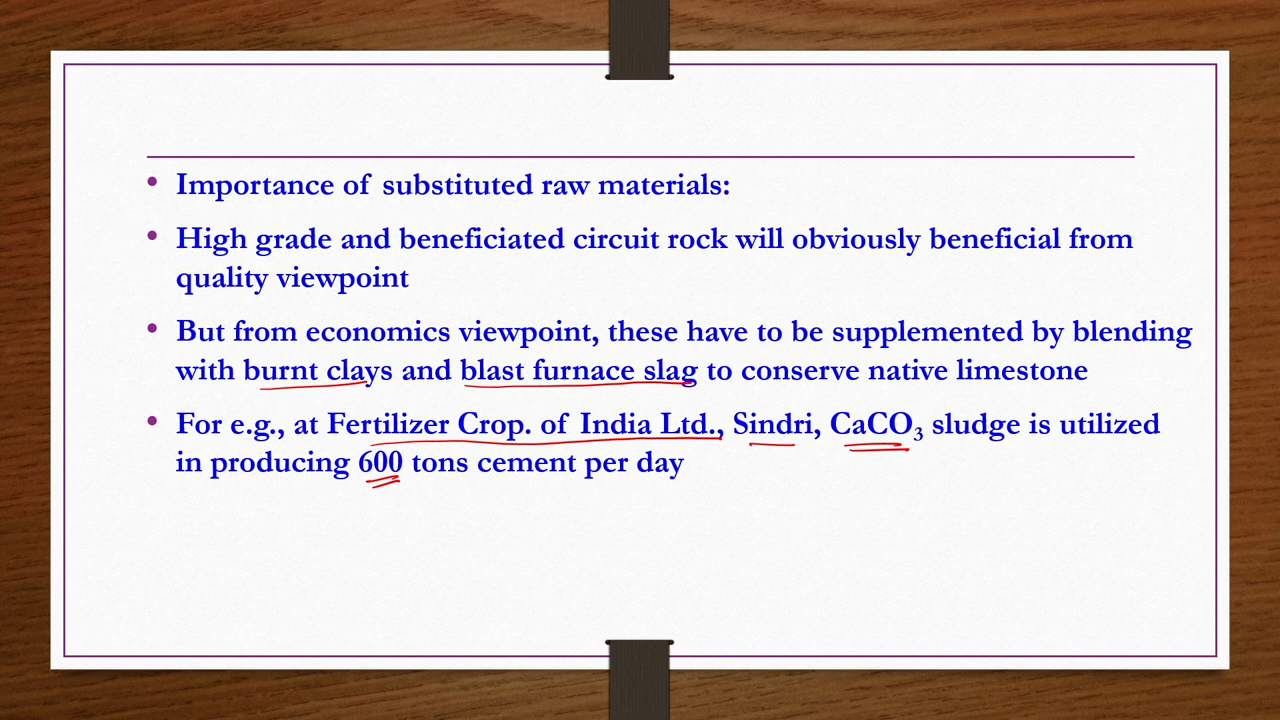 • Importance of substituted raw materials:
• High grade and beneficiated circuit rock will obviously beneficial from
quality viewpoint
• But from economics viewpoint, these have to be supplemented by blending
with burnt clays and blast furnace slag to conserve native limestone
• For e.g., at Fertilizer Crop. of India Ltd., Sindri, CaCO₃ sludge is utilized
in producing 600 tons cement per day